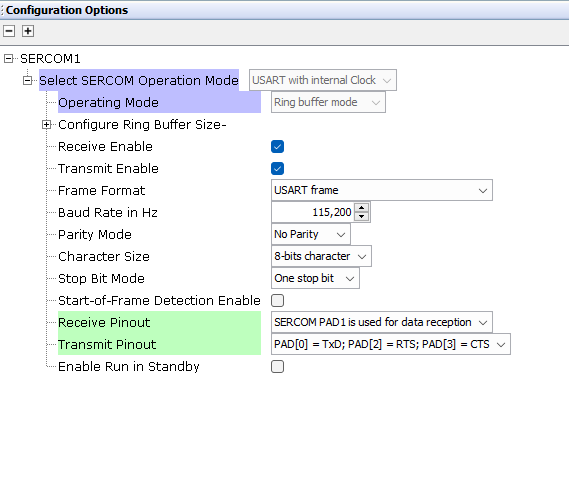 Configuration Options
SERCOM1
Select SERCOM Operation Mode USART with internal Clock
Operating Mode Ring buffer mode
Configure Ring Buffer Size-
Receive Enable
Transmit Enable
Frame Format USART frame
Baud Rate in Hz 115,200
Parity Mode No Parity
Character Size 8-bits character
Stop Bit Mode One stop bit
Start-of-Frame Detection Enable
Receive Pinout SERCOM PAD1 is used for data reception
Transmit Pinout PAD[0] = TxD; PAD[2] = RTS; PAD[3] = CTS
Enable Run in Standby